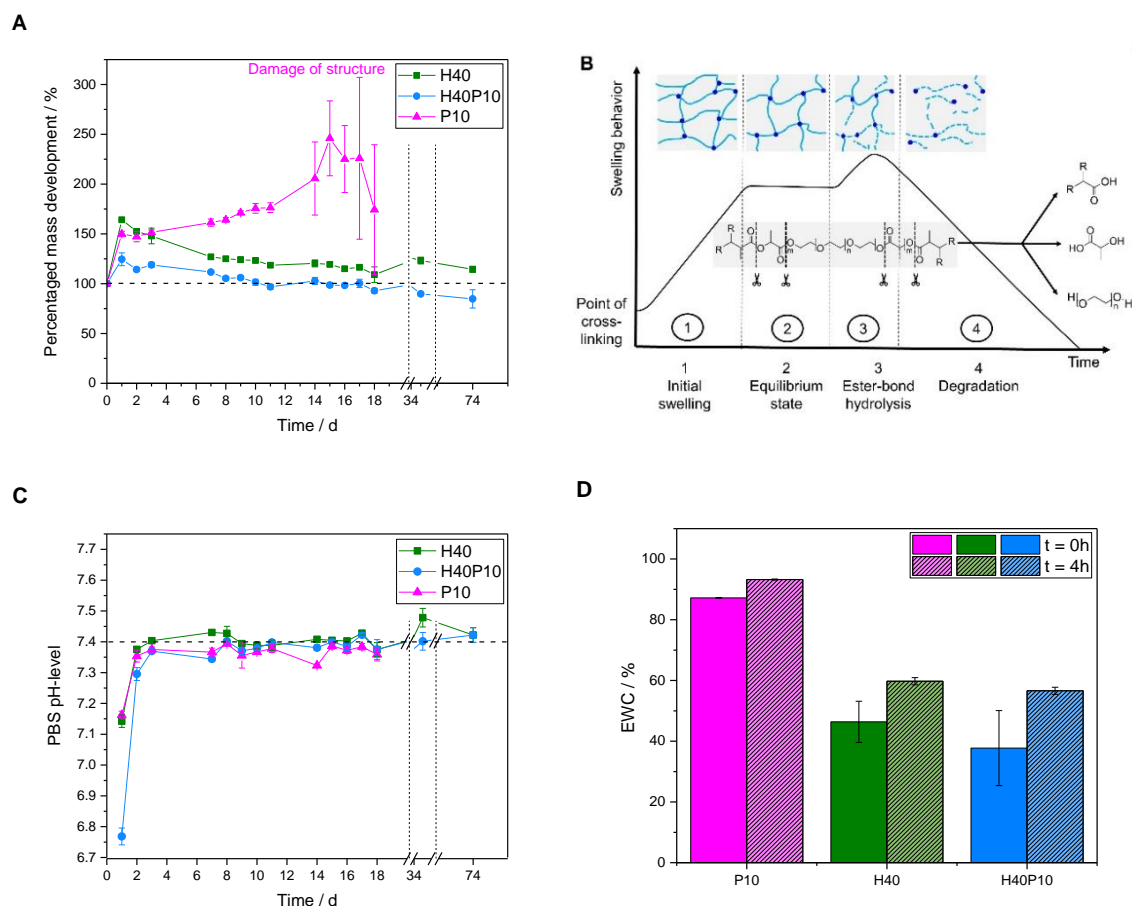 A
Percentaged mass development / %
300
250
200
150
100
50
0
Damage of structure
H40
H40P10
P10
0 2 4 6 8 10 12 14 16 18 34 74
Time / d
B
Swelling behavior
Point of
cross-
linking
R
R
O
OH
HO
O
OH
H
O
O
n
H
R
R
O
O
O
m
O
O
n
O
O
O
m
O
R
R
1
2
3
4
Time
1
Initial
swelling
2
Equilibrium
state
3
Ester-bond
hydrolysis
4
Degradation
C
PBS pH-level
7.7
7.6
7.5
7.4
7.3
7.2
7.1
7.0
6.9
6.8
6.7
H40
H40P10
P10
0 2 4 6 8 10 12 14 16 18 34 74
Time / d
D
EWC / %
100
80
60
40
20
0
t = 0h
t = 4h
P10 H40 H40P10